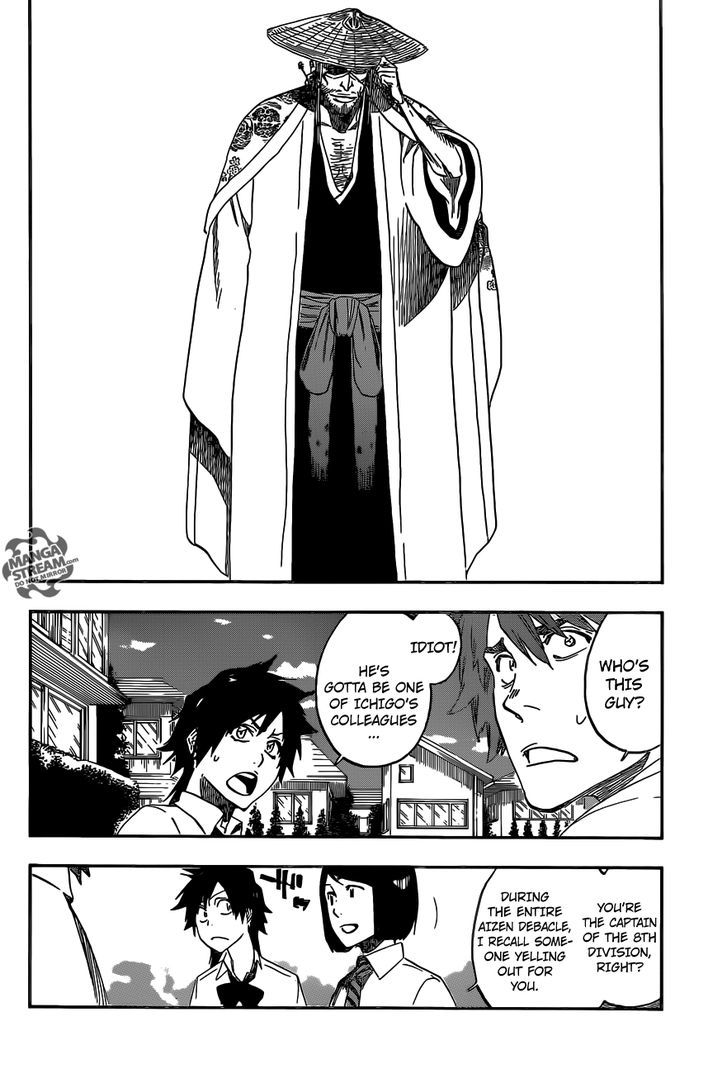 MANGA
STREAM.com
DO NOT MIRROR
WHO'S
THIS
GUY?
IDIOT!
HE'S
GOTTA BE ONE
OF ICHIGO'S
COLLEAGUES
...
YOU'RE
THE CAPTAIN
OF THE 8TH
DIVISION,
RIGHT?
DURING
THE ENTIRE
AIZEN DEBACLE,
I RECALL SOME-
ONE YELLING
OUT FOR
YOU.